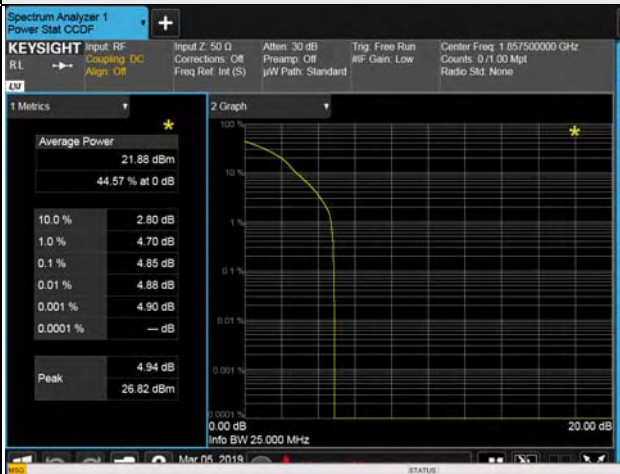 Spectrum Analyzer 1
Power Stat CCDF
+
KEYSIGHT Input: RF Input Z: 50 Ω Atten: 30 dB Trig: Free Run Center Freq: 1.857500000 GHz
RL Coupling: DC Corrections: Off Preamp: Off #IF Gain: Low Counts: 0 /1.00 Mpt
Align: Off Freq Ref: Int (S) µW Path: Standard Radio Std: None
LXI
1 Metrics 2 Graph
Average Power
21.88 dBm
44.57 % at 0 dB
10.0 % 2.80 dB
1.0 % 4.70 dB
0.1 % 4.85 dB
0.01 % 4.88 dB
0.001 % 4.90 dB
0.0001 % --- dB
Peak 4.94 dB
26.82 dBm
100 %
10 %
1 %
0.1 %
0.01 %
0.001 %
0.0001 %
0.00 dB 20.00 dB
Info BW 25.000 MHz
Mar 05, 2019
MSG STATUS